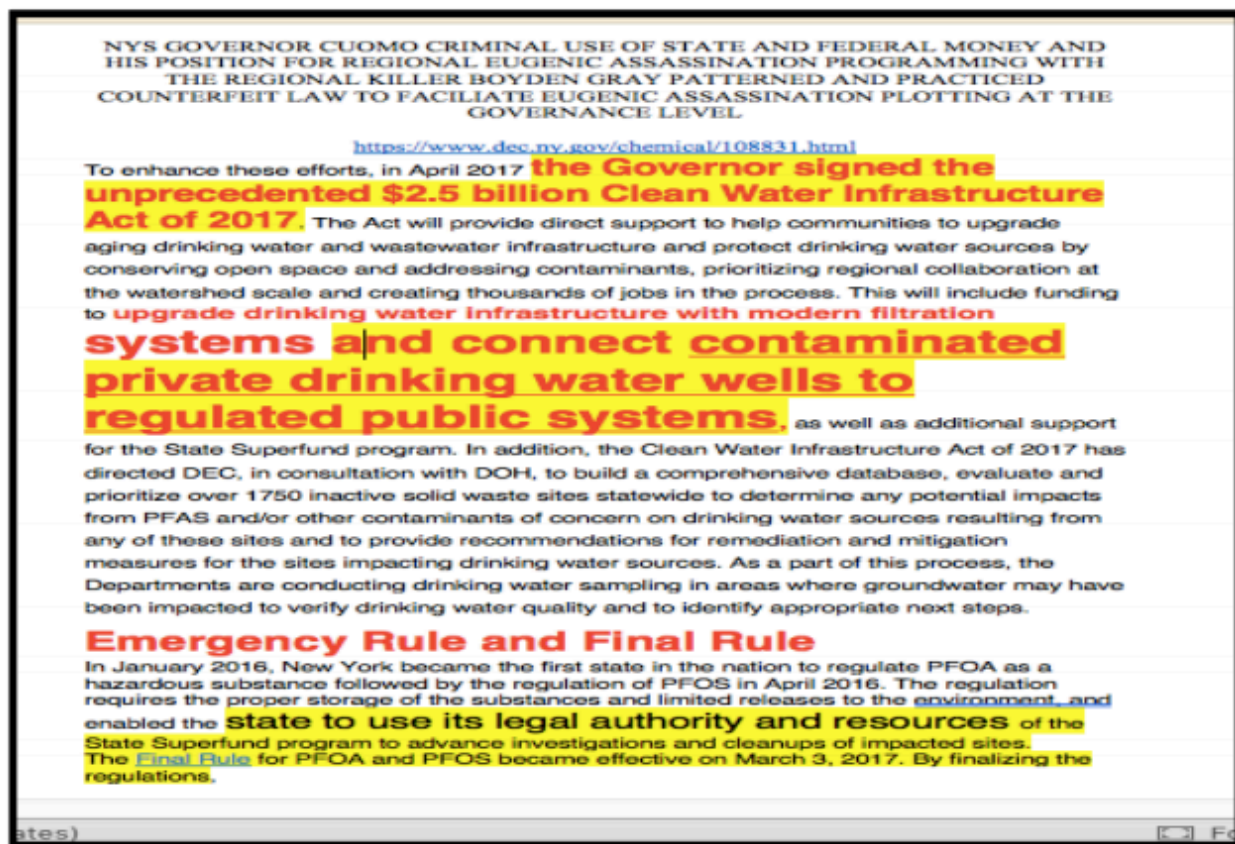 NYS GOVERNOR CUOMO CRIMINAL USE OF STATE AND FEDERAL MONEY AND
HIS POSITION FOR REGIONAL EUGENIC ASSASSINATION PROGRAMMING WITH
THE REGIONAL KILLER BOYDEN GRAY PATTERNED AND PRACTICED
COUNTERFEIT LAW TO FACILIATE EUGENIC ASSASSINATION PLOTTING AT THE
GOVERNANCE LEVEL
https://www.dec.ny.gov/chemical/108831.html
To enhance these efforts, in April 2017 the Governor signed the
unprecedented $2.5 billion Clean Water Infrastructure
Act of 2017. The Act will provide direct support to help communities to upgrade
aging drinking water and wastewater infrastructure and protect drinking water sources by
conserving open space and addressing contaminants, prioritizing regional collaboration at
the watershed scale and creating thousands of jobs in the process. This will include funding
to upgrade drinking water infrastructure with modern filtration
systems and connect contaminated
private drinking water wells to
regulated public systems, as well as additional support
for the State Superfund program. In addition, the Clean Water Infrastructure Act of 2017 has
directed DEC, in consultation with DOH, to build a comprehensive database, evaluate and
prioritize over 1750 inactive solid waste sites statewide to determine any potential impacts
from PFAS and/or other contaminants of concern on drinking water sources resulting from
any of these sites and to provide recommendations for remediation and mitigation
measures for the sites impacting drinking water sources. As a part of this process, the
Departments are conducting drinking water sampling in areas where groundwater may have
been impacted to verify drinking water quality and to identify appropriate next steps.
Emergency Rule and Final Rule
In January 2016, New York became the first state in the nation to regulate PFOA as a
hazardous substance followed by the regulation of PFOS in April 2016. The regulation
requires the proper storage of the substances and limited releases to the environment, and
enabled the state to use its legal authority and resources of the
State Superfund program to advance investigations and cleanups of impacted sites.
The Final Rule for PFOA and PFOS became effective on March 3, 2017. By finalizing the
regulations,
ates) Fo